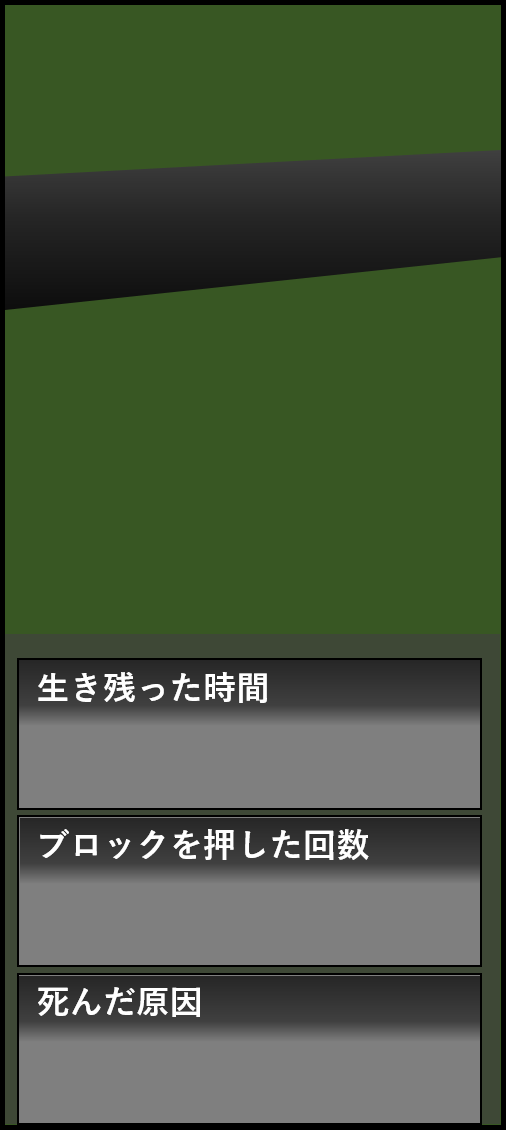 生き残った時間
ブロックを押した回数
死んだ原因